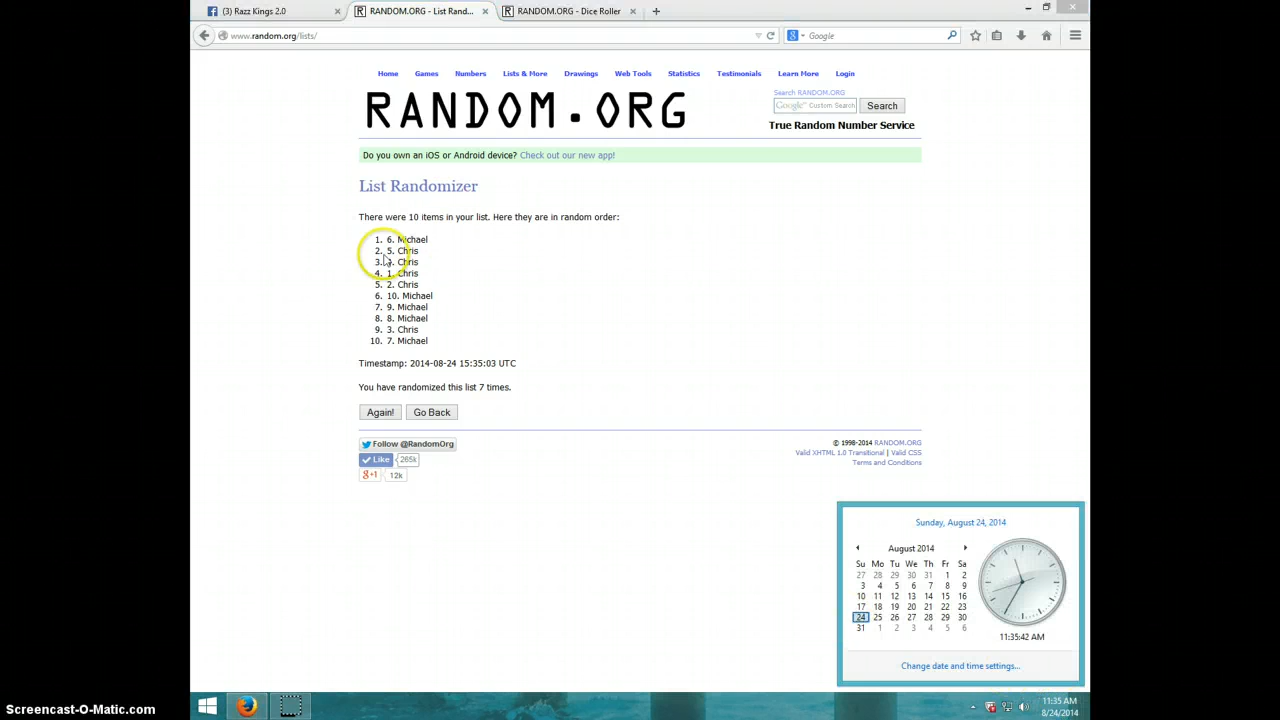 (3) Razz Kings 2.0
RANDOM.ORG - List Rand...
RANDOM.ORG - Dice Roller
www.random.org/lists/
Google
Home Games Numbers Lists & More Drawings Web Tools Statistics Testimonials Learn More Login
RANDOM.ORG
Search RANDOM.ORG
Google™ Custom Search
Search
True Random Number Service
Do you own an iOS or Android device? Check out our new app!
List Randomizer
There were 10 items in your list. Here they are in random order:
1. 6. Michael
2. 5. Chris
3. Chris
4. 1. Chris
5. 2. Chris
6. 10. Michael
7. 9. Michael
8. 8. Michael
9. 3. Chris
10. 7. Michael
Timestamp: 2014-08-24 15:35:03 UTC
You have randomized this list 7 times.
Again! Go Back
Follow @RandomOrg
Like 265k
g+1 12k
© 1998-2014 RANDOM.ORG
Valid XHTML 1.0 Transitional | Valid CSS
Terms and Conditions
Sunday, August 24, 2014
August 2014
Su Mo Tu We Th Fr Sa
27 28 29 30 31 1 2
3 4 5 6 7 8 9
10 11 12 13 14 15 16
17 18 19 20 21 22 23
24 25 26 27 28 29 30
31 1 2 3 4 5 6
11:35:42 AM
Change date and time settings...
11:35 AM
8/24/2014
Screencast-O-Matic.com